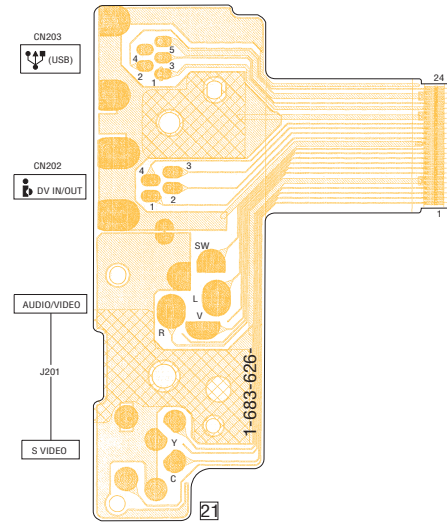 CN203
(USB)
5
4
3
2
1
24
CN202
DV IN/OUT
4
3
2
1
1
SW
AUDIO/VIDEO
L
V
R
J201
1-683-626-
S VIDEO
Y
C
21